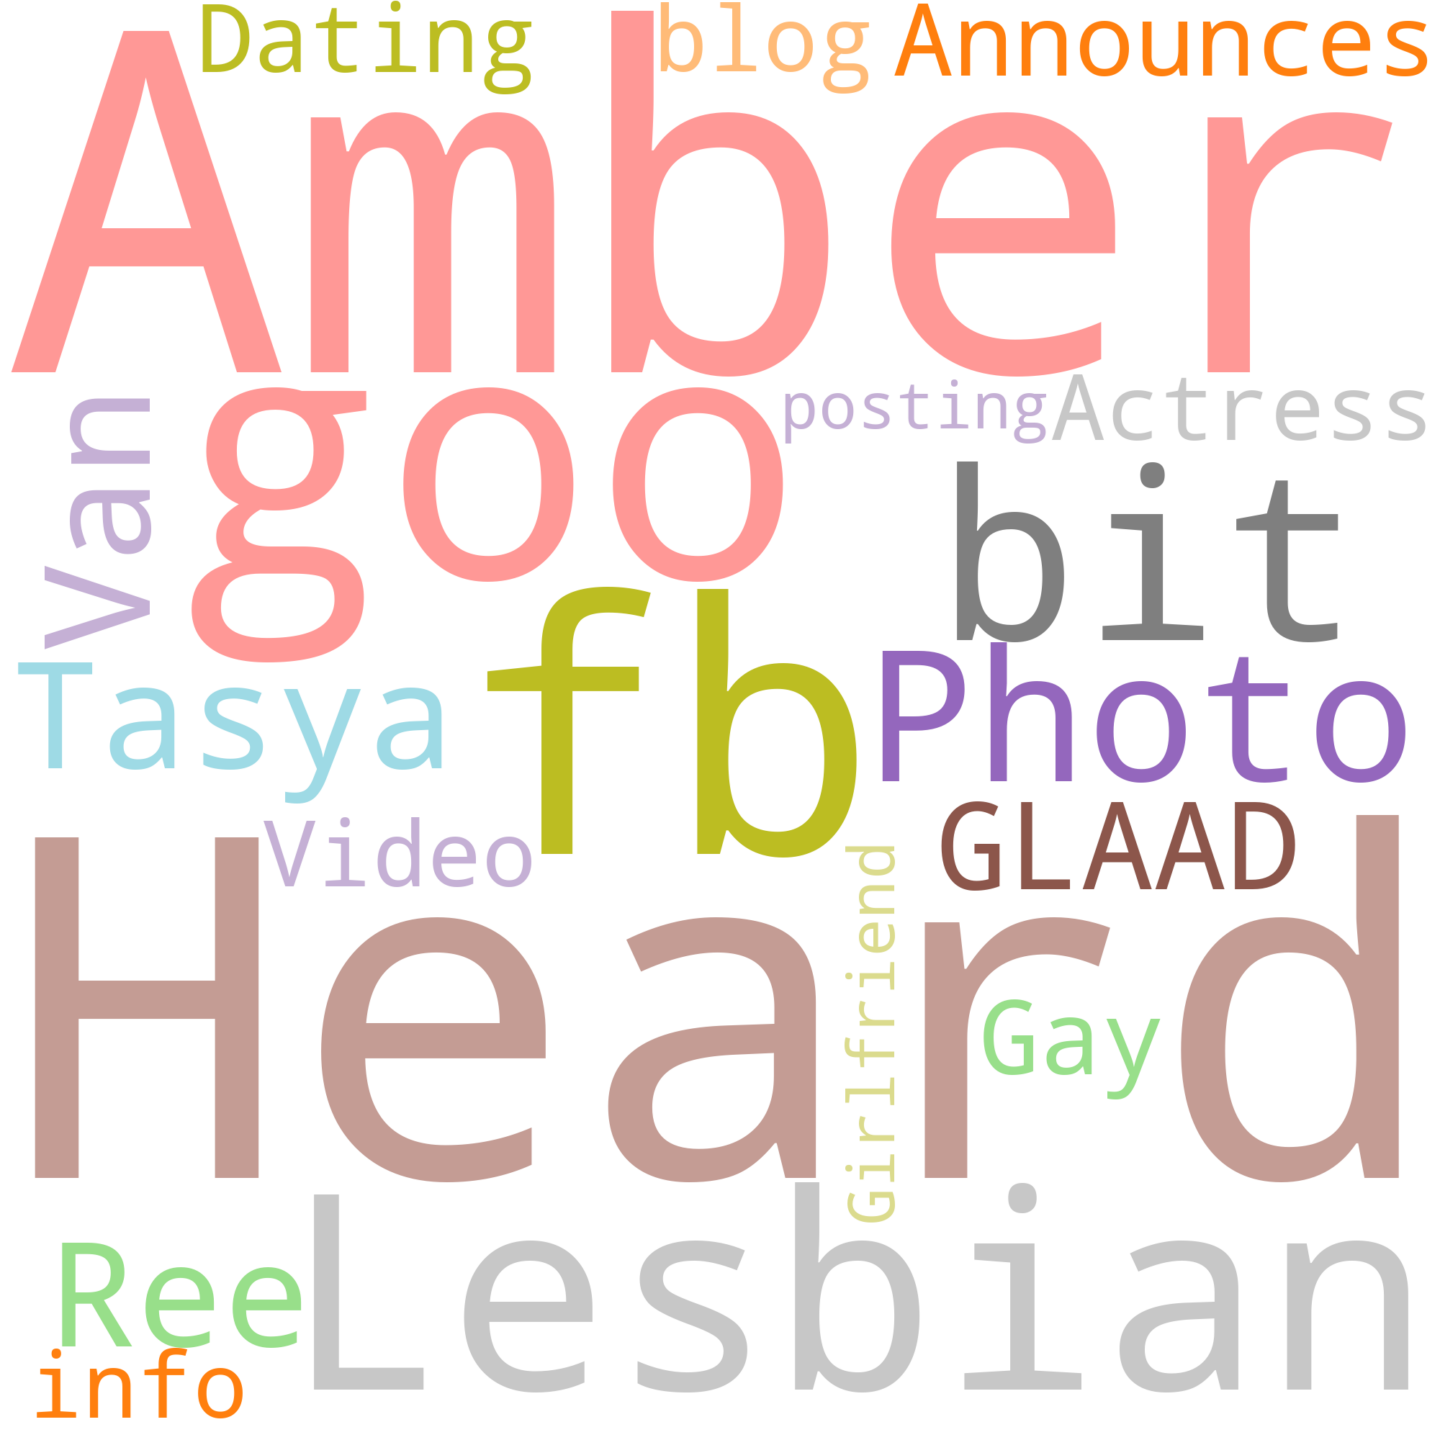 Dating blog Announces
Amber
Van goo posting Actress
bit
Tasya fb Photo
Video GLAAD
Heard
Girlfriend Gay
Ree Lesbian
info